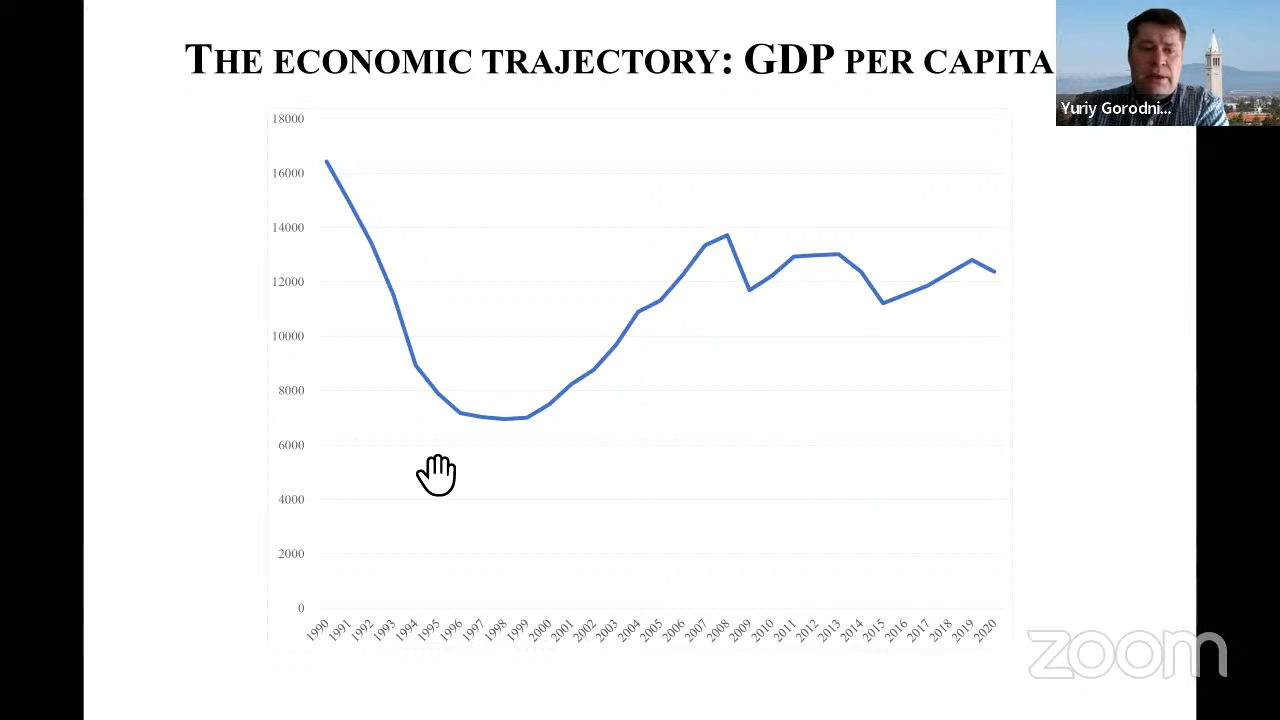 THE ECONOMIC TRAJECTORY: GDP PER CAPITA
Yuriy Gorodni...
18000
16000
14000
12000
10000
8000
6000
4000
2000
0
1990 1991 1992 1993 1994 1995 1996 1997 1998 1999 2000 2001 2002 2003 2004 2005 2006 2007 2008 2009 2010 2011 2012 2013 2014 2015 2016 2017 2018 2019 2020
zoom